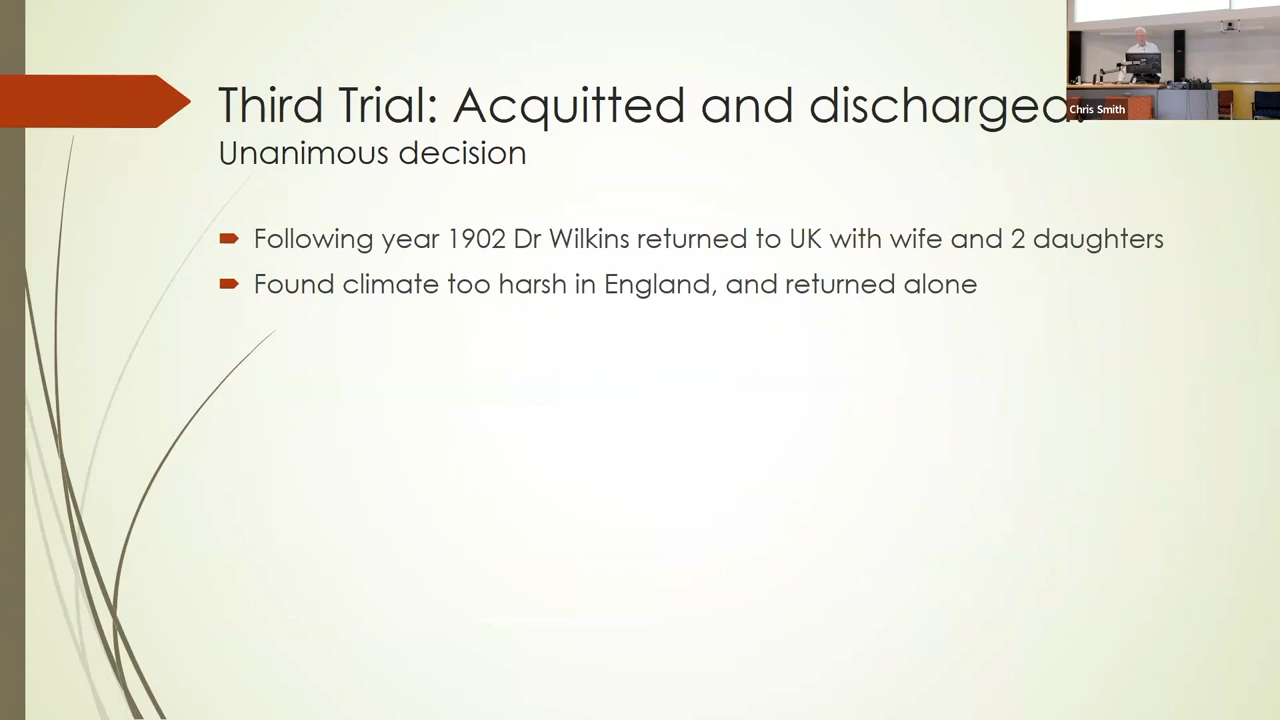 Third Trial: Acquitted and discharged.
Unanimous decision
Chris Smith
Following year 1902 Dr Wilkins returned to UK with wife and 2 daughters
Found climate too harsh in England, and returned alone